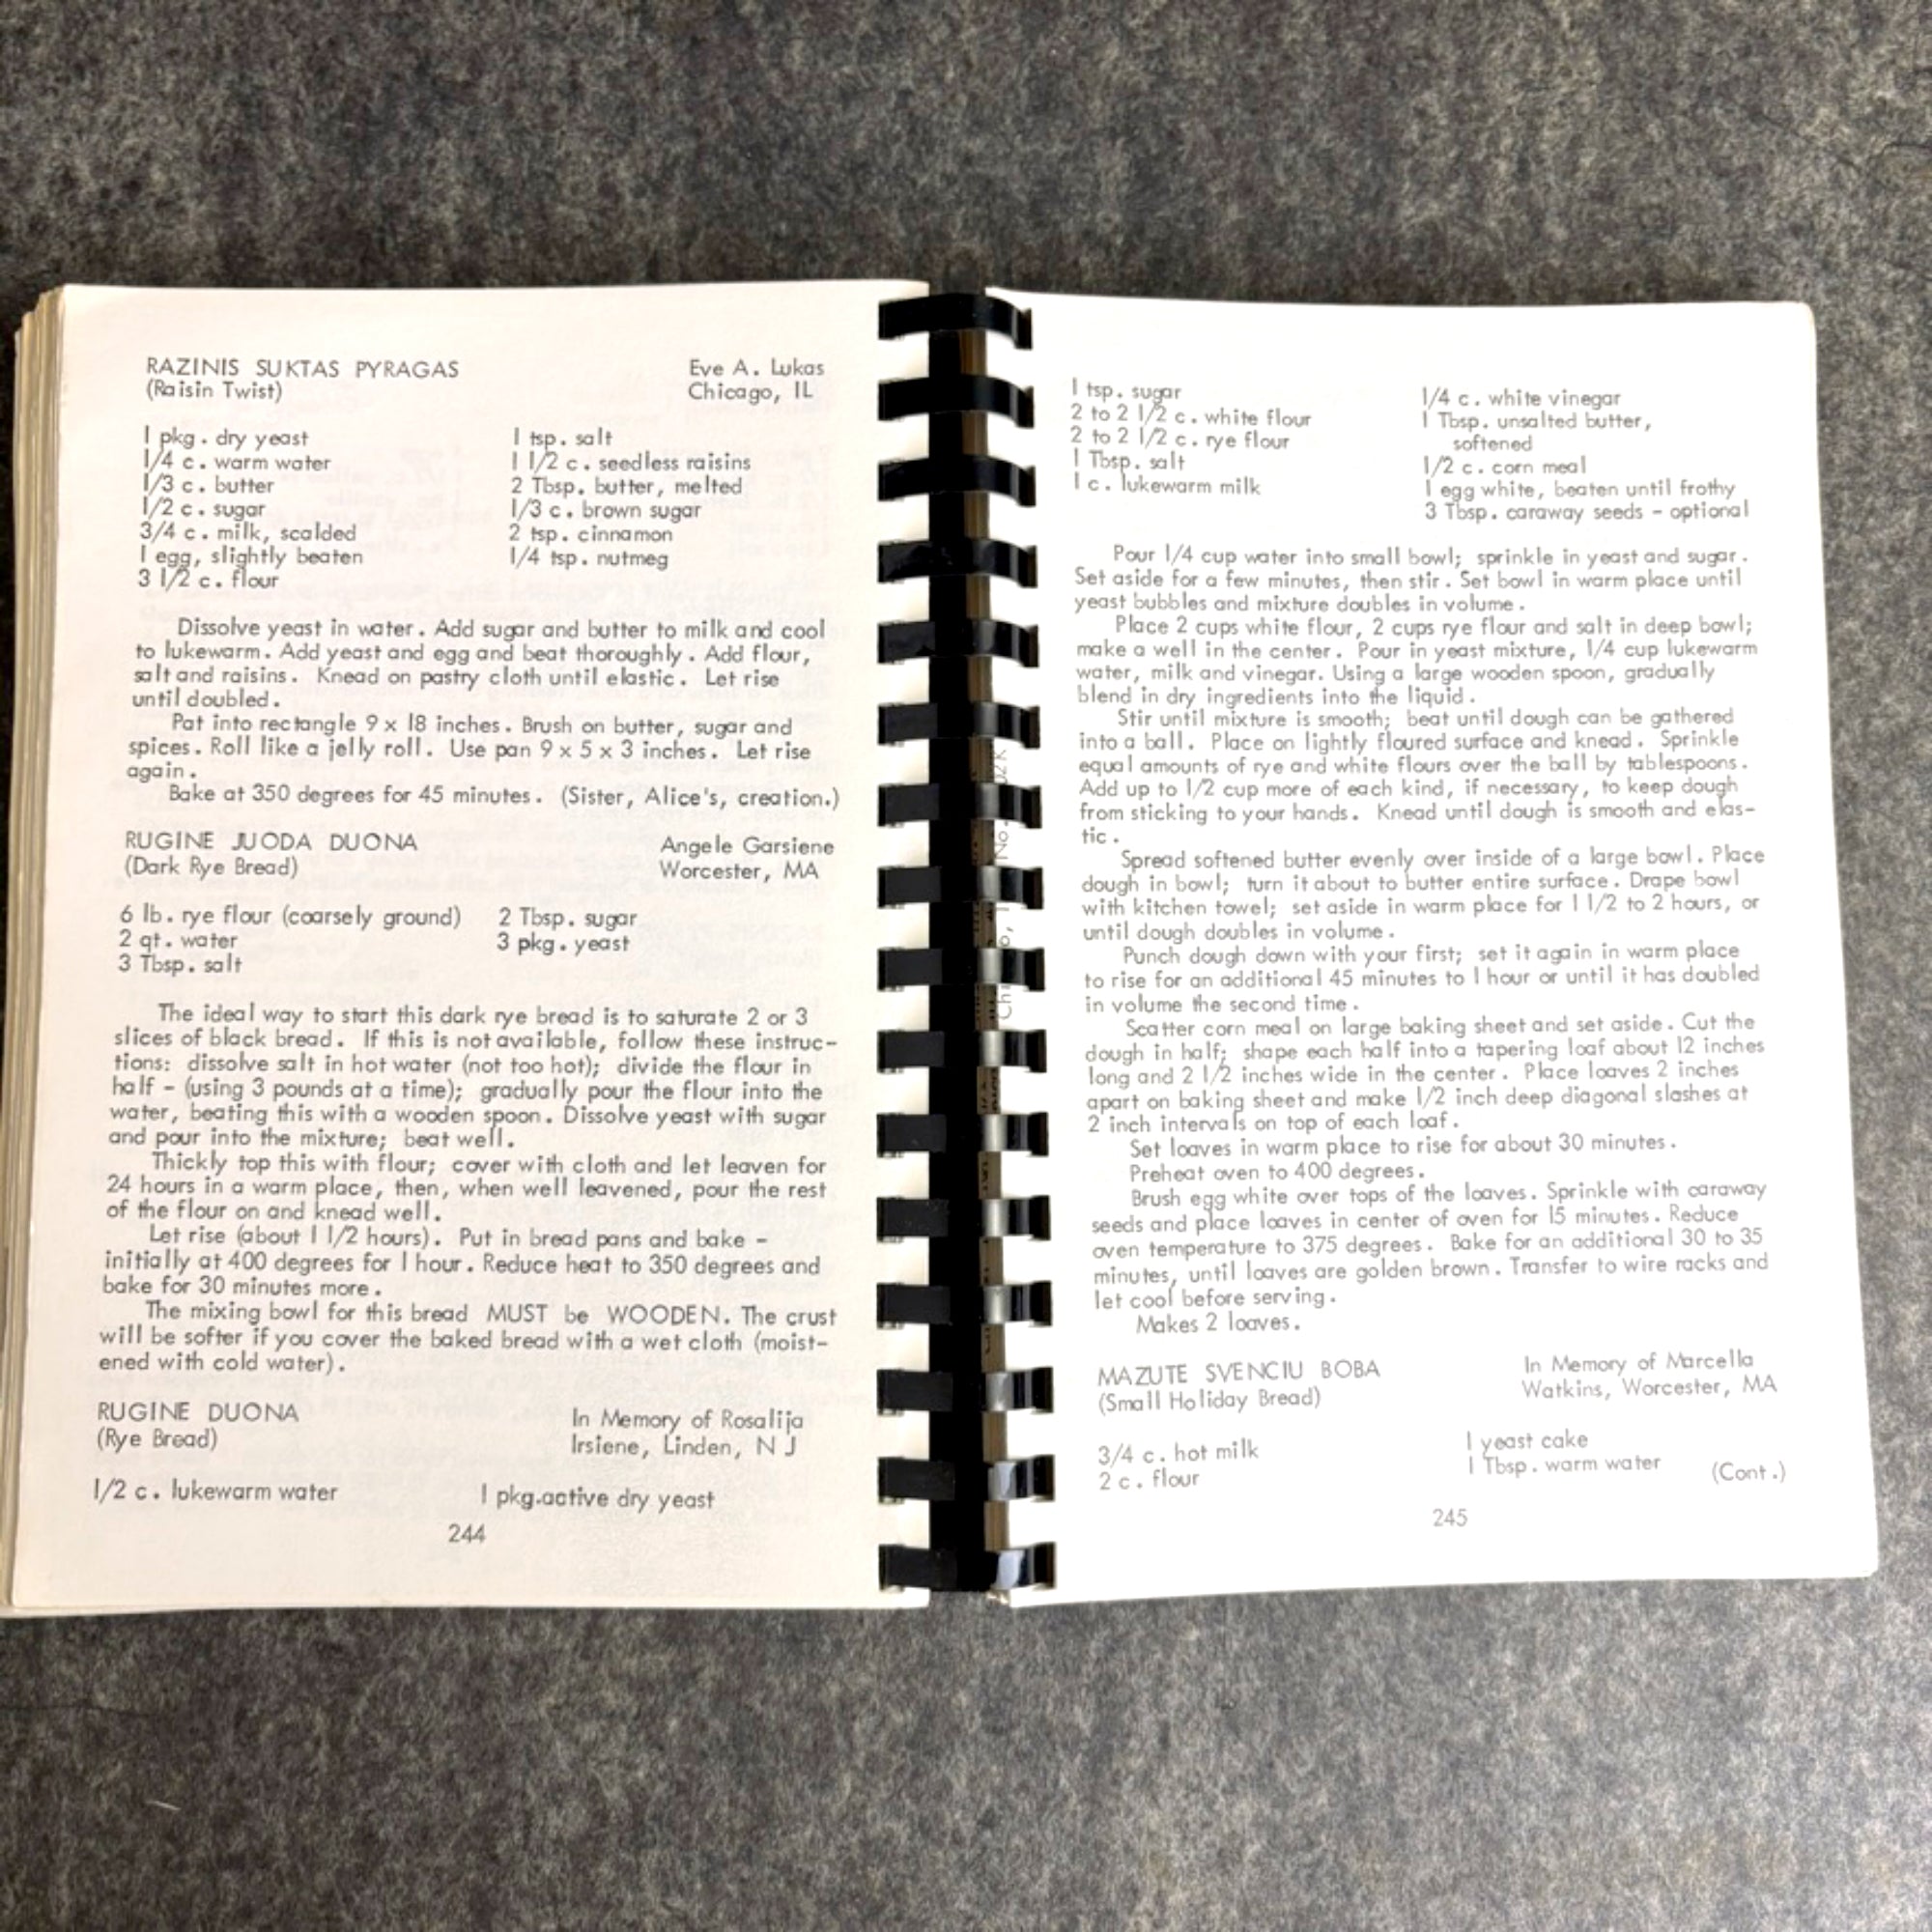 RAZINIS SUKTAS PYRAGAS Eve A. Lukas
(Raisin Twist) Chicago, IL
1 pkg. dry yeast 1 tsp. salt
1/4 c. warm water 1 1/2 c. seedless raisins
1/3 c. butter 2 Tbsp. butter, melted
1/2 c. sugar 1/3 c. brown sugar
3/4 c. milk, scalded 2 tsp. cinnamon
1 egg, slightly beaten 1/4 tsp. nutmeg
3 1/2 c. flour
Dissolve yeast in water. Add sugar and butter to milk and cool
to lukewarm. Add yeast and egg and beat thoroughly. Add flour,
salt and raisins. Knead on pastry cloth until elastic. Let rise
until doubled.
Pat into rectangle 9 x 18 inches. Brush on butter, sugar and
spices. Roll like a jelly roll. Use pan 9 x 5 x 3 inches. Let rise
again.
Bake at 350 degrees for 45 minutes. (Sister, Alice's, creation.)
RUGINE JUODA DUONA Angele Garsiene
(Dark Rye Bread) Worcester, MA
6 lb. rye flour (coarsely ground) 2 Tbsp. sugar
2 qt. water 3 pkg. yeast
3 Tbsp. salt
The ideal way to start this dark rye bread is to saturate 2 or 3
slices of black bread. If this is not available, follow these instruc-
tions: dissolve salt in hot water (not too hot); divide the flour in
half - (using 3 pounds at a time); gradually pour the flour into the
water, beating this with a wooden spoon. Dissolve yeast with sugar
and pour into the mixture; beat well.
Thickly top this with flour; cover with cloth and let leaven for
24 hours in a warm place, then, when well leavened, pour the rest
of the flour on and knead well.
Let rise (about 1 1/2 hours). Put in bread pans and bake -
initially at 400 degrees for 1 hour. Reduce heat to 350 degrees and
bake for 30 minutes more.
The mixing bowl for this bread MUST be WOODEN. The crust
will be softer if you cover the baked bread with a wet cloth (moist-
ened with cold water).
RUGINE DUONA In Memory of Rosalija
(Rye Bread) Irsiene, Linden, N J
1/2 c. lukewarm water 1 pkg.active dry yeast
244
1 tsp. sugar 1/4 c. white vinegar
2 to 2 1/2 c. white flour 1 Tbsp. unsalted butter,
2 to 2 1/2 c. rye flour softened
1 Tbsp. salt 1/2 c. corn meal
1 c. lukewarm milk 1 egg white, beaten until frothy
3 Tbsp. caraway seeds - optional
Pour 1/4 cup water into small bowl; sprinkle in yeast and sugar.
Set aside for a few minutes, then stir. Set bowl in warm place until
yeast bubbles and mixture doubles in volume.
Place 2 cups white flour, 2 cups rye flour and salt in deep bowl;
make a well in the center. Pour in yeast mixture, 1/4 cup lukewarm
water, milk and vinegar. Using a large wooden spoon, gradually
blend in dry ingredients into the liquid.
Stir until mixture is smooth; beat until dough can be gathered
into a ball. Place on lightly floured surface and knead. Sprinkle
equal amounts of rye and white flours over the ball by tablespoons.
Add up to 1/2 cup more of each kind, if necessary, to keep dough
from sticking to your hands. Knead until dough is smooth and elas-
tic.
Spread softened butter evenly over inside of a large bowl. Place
dough in bowl; turn it about to butter entire surface. Drape bowl
with kitchen towel; set aside in warm place for 1 1/2 to 2 hours, or
until dough doubles in volume.
Punch dough down with your first; set it again in warm place
to rise for an additional 45 minutes to 1 hour or until it has doubled
in volume the second time.
Scatter corn meal on large baking sheet and set aside. Cut the
dough in half; shape each half into a tapering loaf about 12 inches
long and 2 1/2 inches wide in the center. Place loaves 2 inches
apart on baking sheet and make 1/2 inch deep diagonal slashes at
2 inch intervals on top of each loaf.
Set loaves in warm place to rise for about 30 minutes.
Preheat oven to 400 degrees.
Brush egg white over tops of the loaves. Sprinkle with caraway
seeds and place loaves in center of oven for 15 minutes. Reduce
oven temperature to 375 degrees. Bake for an additional 30 to 35
minutes, until loaves are golden brown. Transfer to wire racks and
let cool before serving.
Makes 2 loaves.
MAZUTE SVENCIU BOBA In Memory of Marcella
(Small Holiday Bread) Watkins, Worcester, MA
3/4 c. hot milk 1 yeast cake
2 c. flour 1 Tbsp. warm water (Cont.)
245